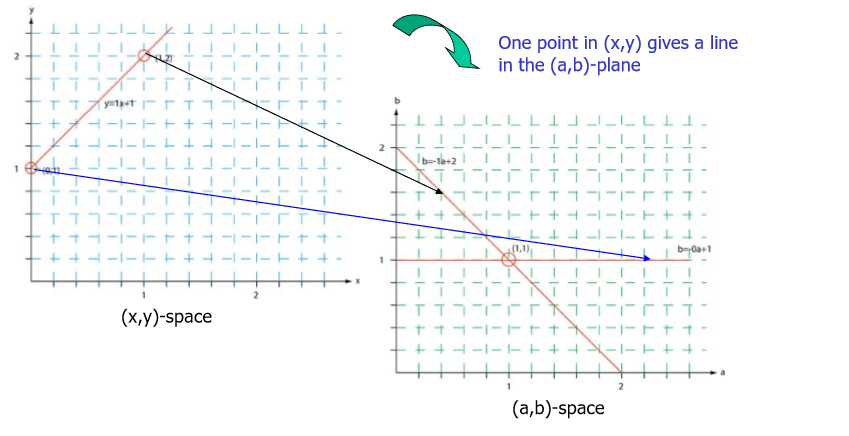 y
2
(1,2)
y=1x+1
1
(0,1)
x
1
2
(x,y)-space
One point in (x,y) gives a line
in the (a,b)-plane
b
2
b=-1a+2
(1,1)
b=-0a+1
1
a
1
2
(a,b)-space